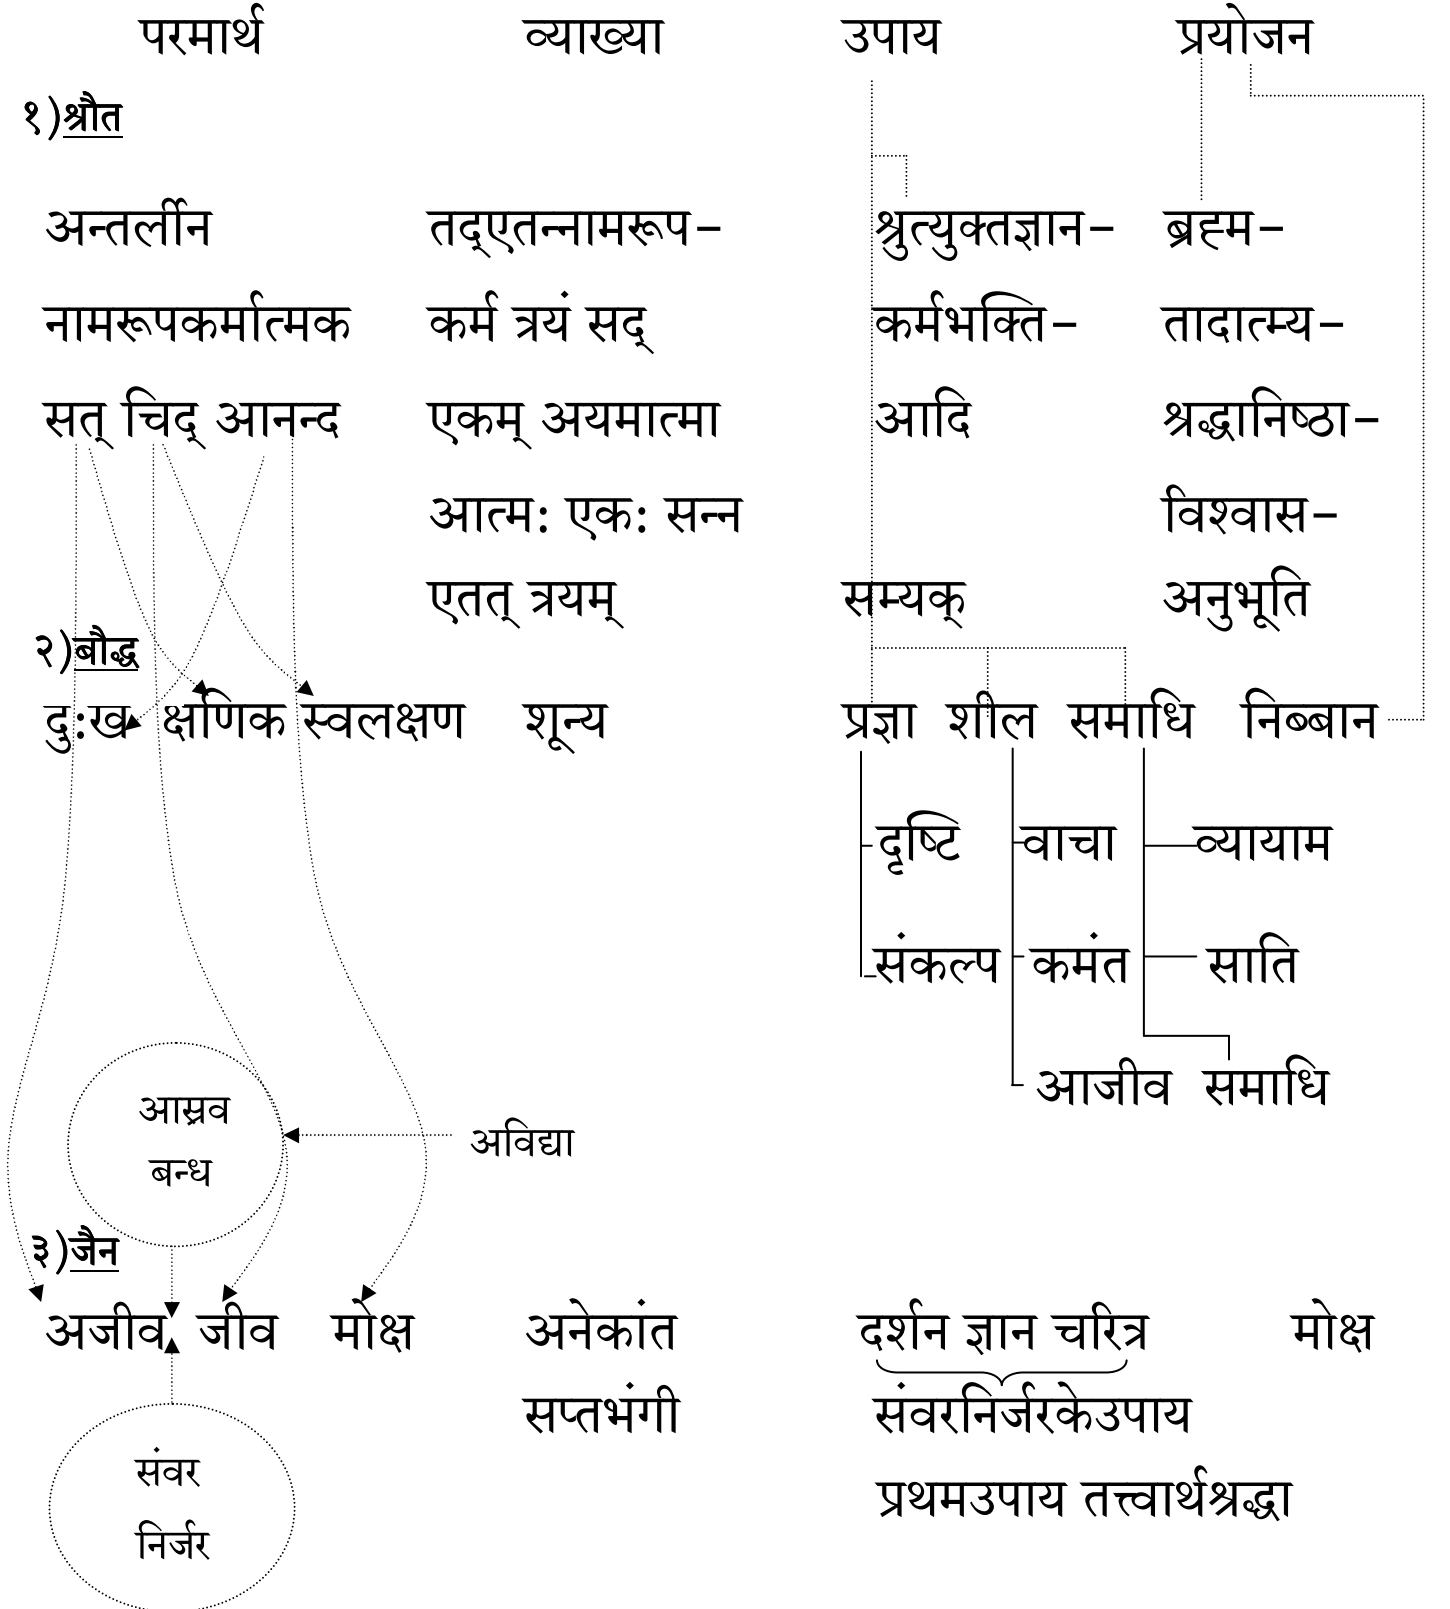 परमार्थ व्याख्या उपाय प्रयोजन
१)श्रौत
अन्तर्लीन तद्एतन्नामरूप– श्रुत्युक्तज्ञान– ब्रह्म–
नामरूपकर्मात्मक कर्म त्रयं सद् कर्मभक्ति– तादात्म्य–
सत् चिद् आनन्द एकम् अयमात्मा आदि श्रद्धानिष्ठा–
आत्म: एक: सन्न विश्वास–
एतत् त्रयम् सम्यक् अनुभूति
२)बौद्ध
दु:ख क्षणिक स्वलक्षण शून्य प्रज्ञा शील समाधि निब्बान
दृष्टि वाचा व्यायाम
संकल्प कमंत साति
आजीव समाधि
आस्रव
अविद्या
बन्ध
३)जैन
अजीव जीव मोक्ष अनेकांत दर्शन ज्ञान चरित्र मोक्ष
सप्तभंगी संवरनिर्जरकेउपाय
संवर
प्रथमउपाय तत्त्वार्थश्रद्धा
निर्जर